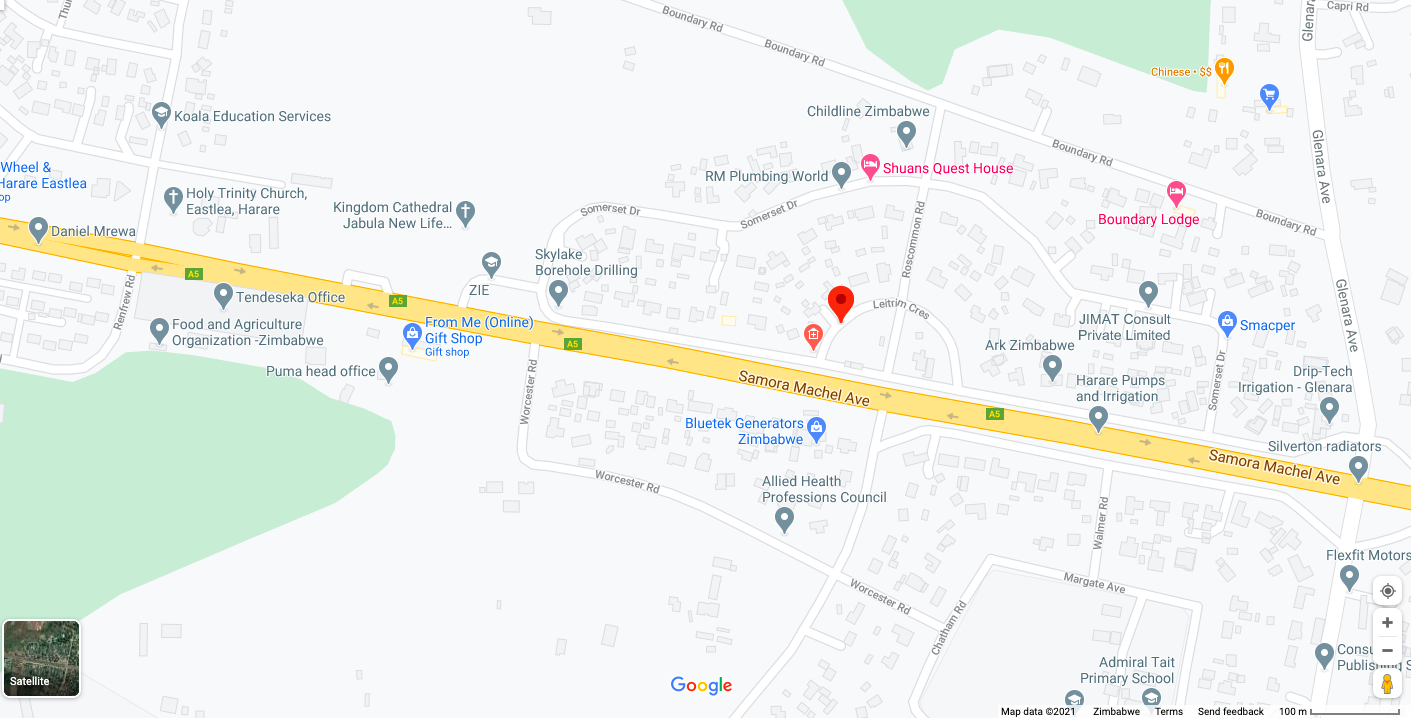 Thu
Boundary Rd
Boundary Rd
Capri Rd
Glenara
Chinese • $$
Koala Education Services
Childline Zimbabwe
Glenara Ave
Boundary Rd
Wheel &
Harare Eastlea
op
Holy Trinity Church,
Eastlea, Harare
RM Plumbing World
Shuans Quest House
Boundary Lodge
Boundary Rd
Kingdom Cathedral
Jabula New Life...
Somerset Dr
Somerset Dr
Roscommon Rd
Daniel Mrewa
A5
Skylake
Borehole Drilling
ZIE
Renfrew Rd
Tendeseka Office
A5
Leitrim Cres
Glenara Ave
Food and Agriculture
Organization -Zimbabwe
From Me (Online)
Gift Shop
Gift shop
A5
JIMAT Consult
Private Limited
Smacper
Puma head office
Worcester Rd
Samora Machel Ave
Ark Zimbabwe
Harare Pumps
and Irrigation
Somerset Dr
Drip-Tech
Irrigation - Glenara
A5
Bluetek Generators
Zimbabwe
Silverton radiators
Samora Machel Ave
Worcester Rd
Allied Health
Professions Council
Walmer Rd
Flexfit Motors
Worcester Rd
Margate Ave
Chatham Rd
Admiral Tait
Primary School
Consu
Publishing S
Satellite
Google
Map data ©2021
Zimbabwe
Terms
Send feedback
100 m